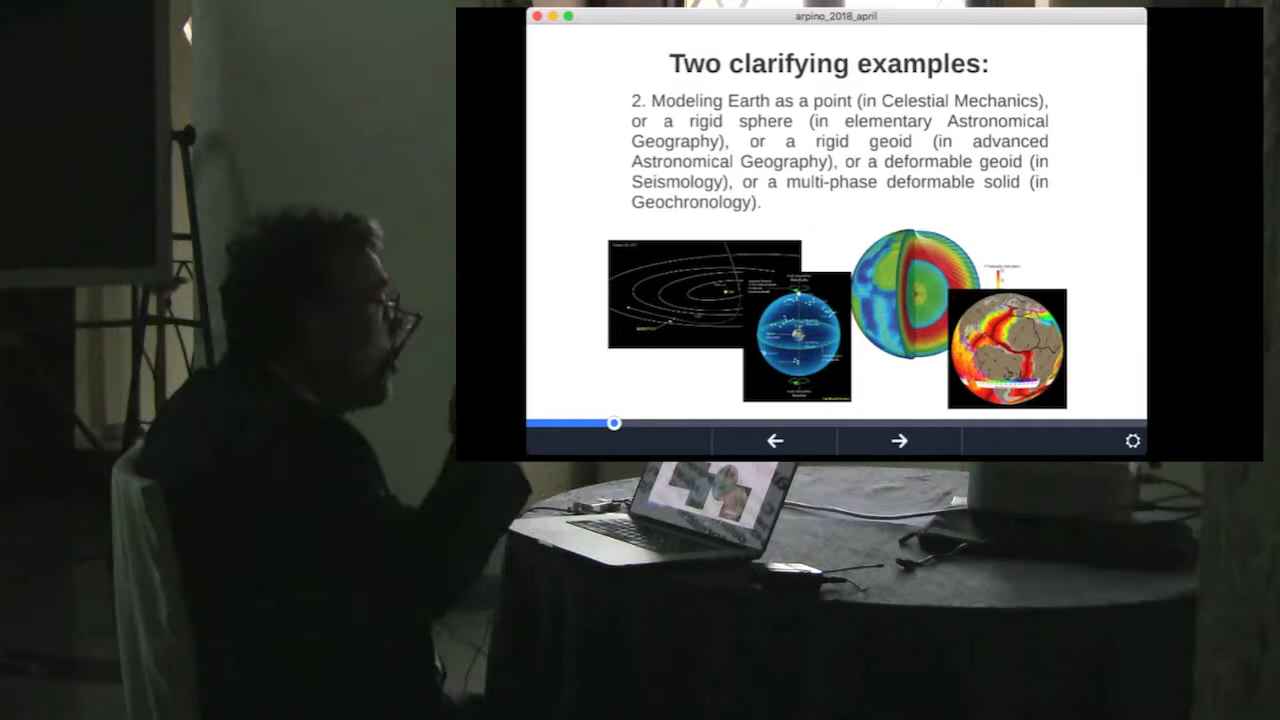 arpino_2018_april
Two clarifying examples:
2. Modeling Earth as a point (in Celestial Mechanics),
or a rigid sphere (in elementary Astronomical
Geography), or a rigid geoid (in advanced
Astronomical Geography), or a deformable geoid (in
Seismology), or a multi-phase deformable solid (in
Geochronology).